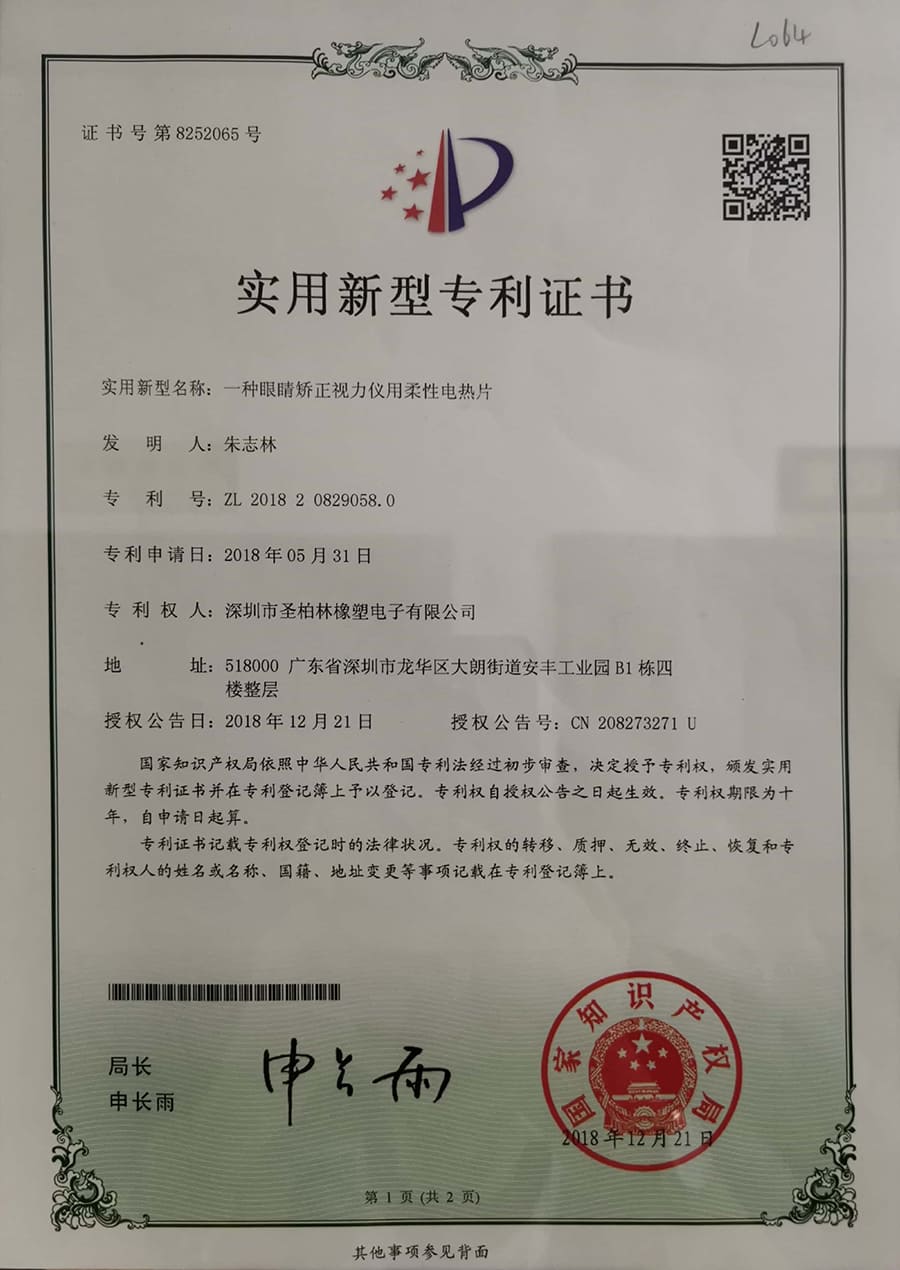 Lo64
证书号第8252065号
实用新型专利证书
实用新型名称：一种眼睛矫正视力仪用柔性电热片
发明人：朱志林
专利号：ZL 2018 2 0829058.0
专利申请日：2018年05月31日
专利权人：深圳市圣柏林橡塑电子有限公司
地址：518000 广东省深圳市龙华区大朗街道安丰工业园B1栋四
楼整层
授权公告日：2018年12月21日 授权公告号：CN 208273271 U
国家知识产权局依照中华人民共和国专利法经过初步审查，决定授予专利权，颁发实用
新型专利证书并在专利登记簿上予以登记。专利权自授权公告之日起生效。专利权期限为十
年，自申请日起算。
专利证书记载专利权登记时的法律状况。专利权的转移、质押、无效、终止、恢复和专
利权人的姓名或名称、国籍、地址变更等事项记载在专利登记簿上。
局长
申长雨
申长雨
国家知识产权局
2018年12月21日
第1页(共2页)
其他事项参见背面